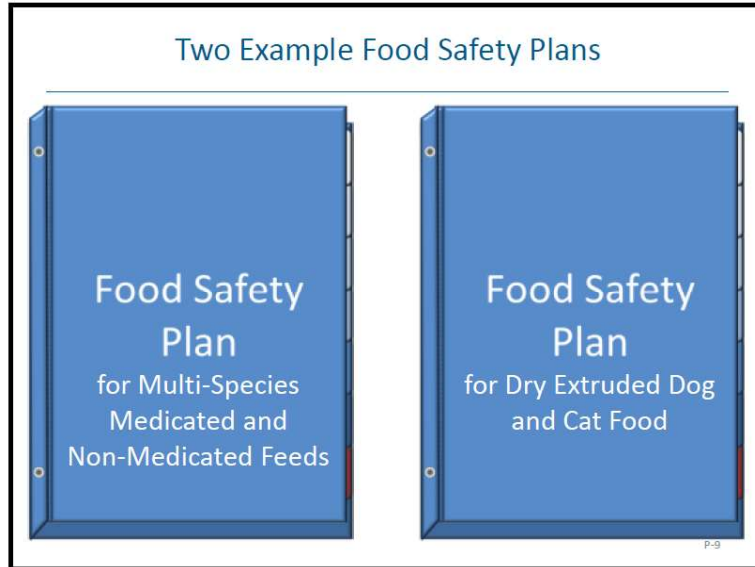 Two Example Food Safety Plans
Food Safety
Plan
for Multi-Species
Medicated and
Non-Medicated Feeds
Food Safety
Plan
for Dry Extruded Dog
and Cat Food
P-9